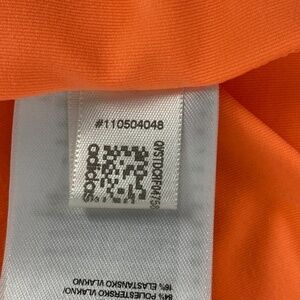 #110504048
adidas
84% POLIESTERSKO VLAKNO/
16% ELASTANSKO VLAKNO